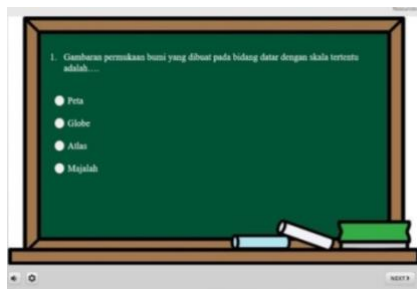 1. Gambaran permukaan bumi yang dibuat pada bidang datar dengan skala tertentu
adalah….
Peta
Globe
Atlas
Majalah
NEXT